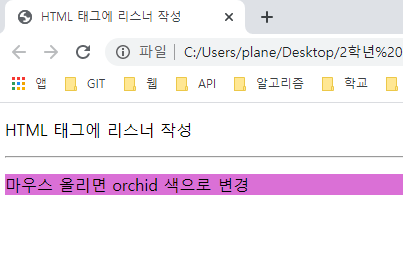 HTML 태그에 리스너 작성
파일 | C:/Users/plane/Desktop/2학년%20
앱 GIT 웹 API 알고리즘 학교
HTML 태그에 리스너 작성
마우스 올리면 orchid 색으로 변경